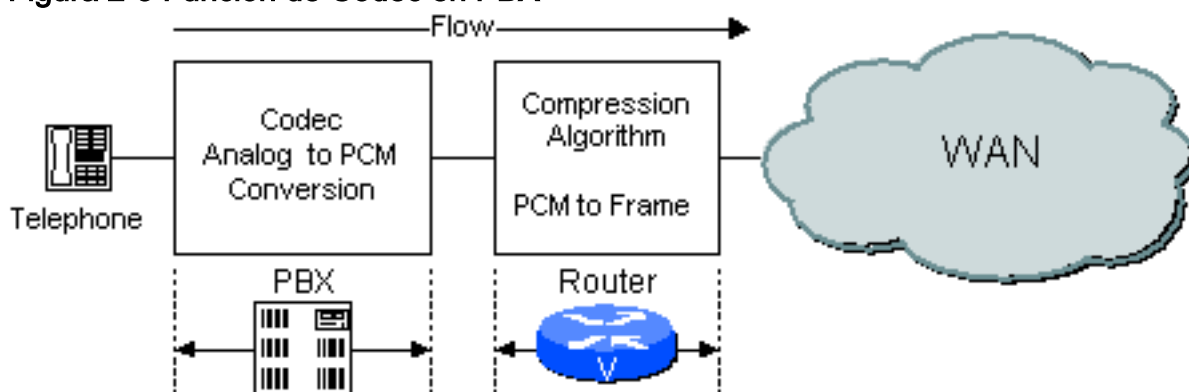 Flow
Codec
Analog to PCM
Conversion
Compression
Algorithm
PCM to Frame
WAN
Telephone
PBX
Router
V